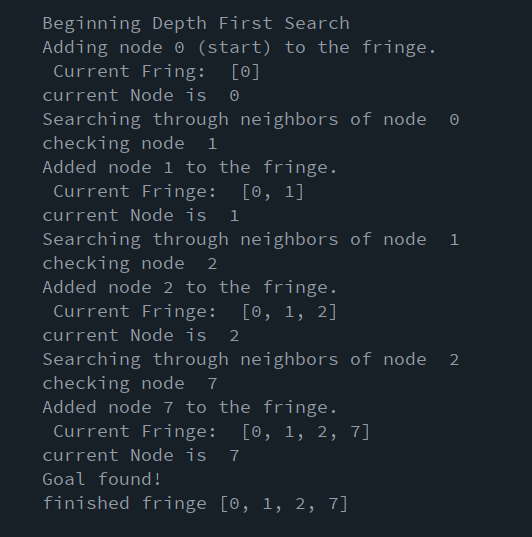 Beginning Depth First Search
Adding node 0 (start) to the fringe.
 Current Fring:  [0]
current Node is  0
Searching through neighbors of node  0
checking node  1
Added node 1 to the fringe.
 Current Fringe:  [0, 1]
current Node is  1
Searching through neighbors of node  1
checking node  2
Added node 2 to the fringe.
 Current Fringe:  [0, 1, 2]
current Node is  2
Searching through neighbors of node  2
checking node  7
Added node 7 to the fringe.
 Current Fringe:  [0, 1, 2, 7]
current Node is  7
Goal found!
finished fringe [0, 1, 2, 7]